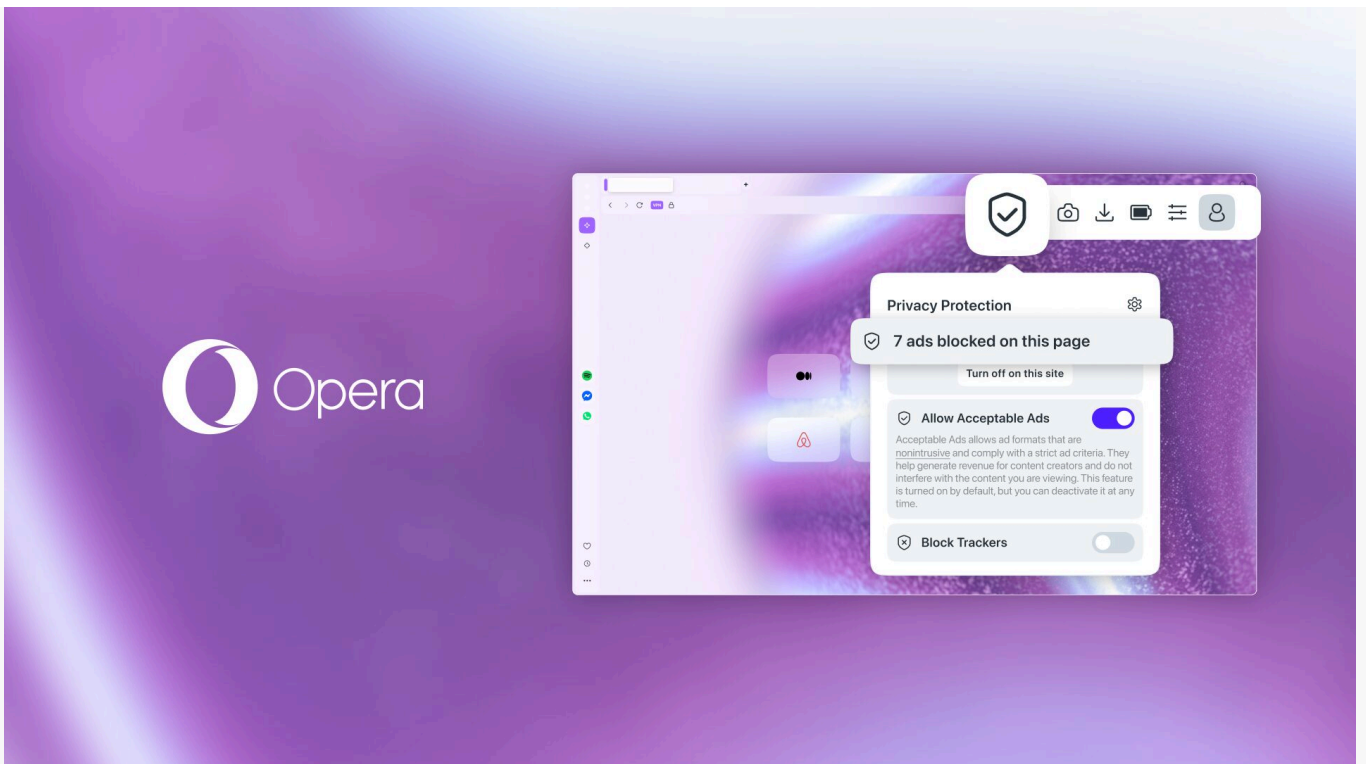 Opera
VPN
Privacy Protection
7 ads blocked on this page
Turn off on this site
Allow Acceptable Ads
Acceptable Ads allows ad formats that are
nonintrusive and comply with a strict ad criteria. They
help generate revenue for content creators and do not
interfere with the content you are viewing. This feature
is turned on by default, but you can deactivate it at any
time.
Block Trackers